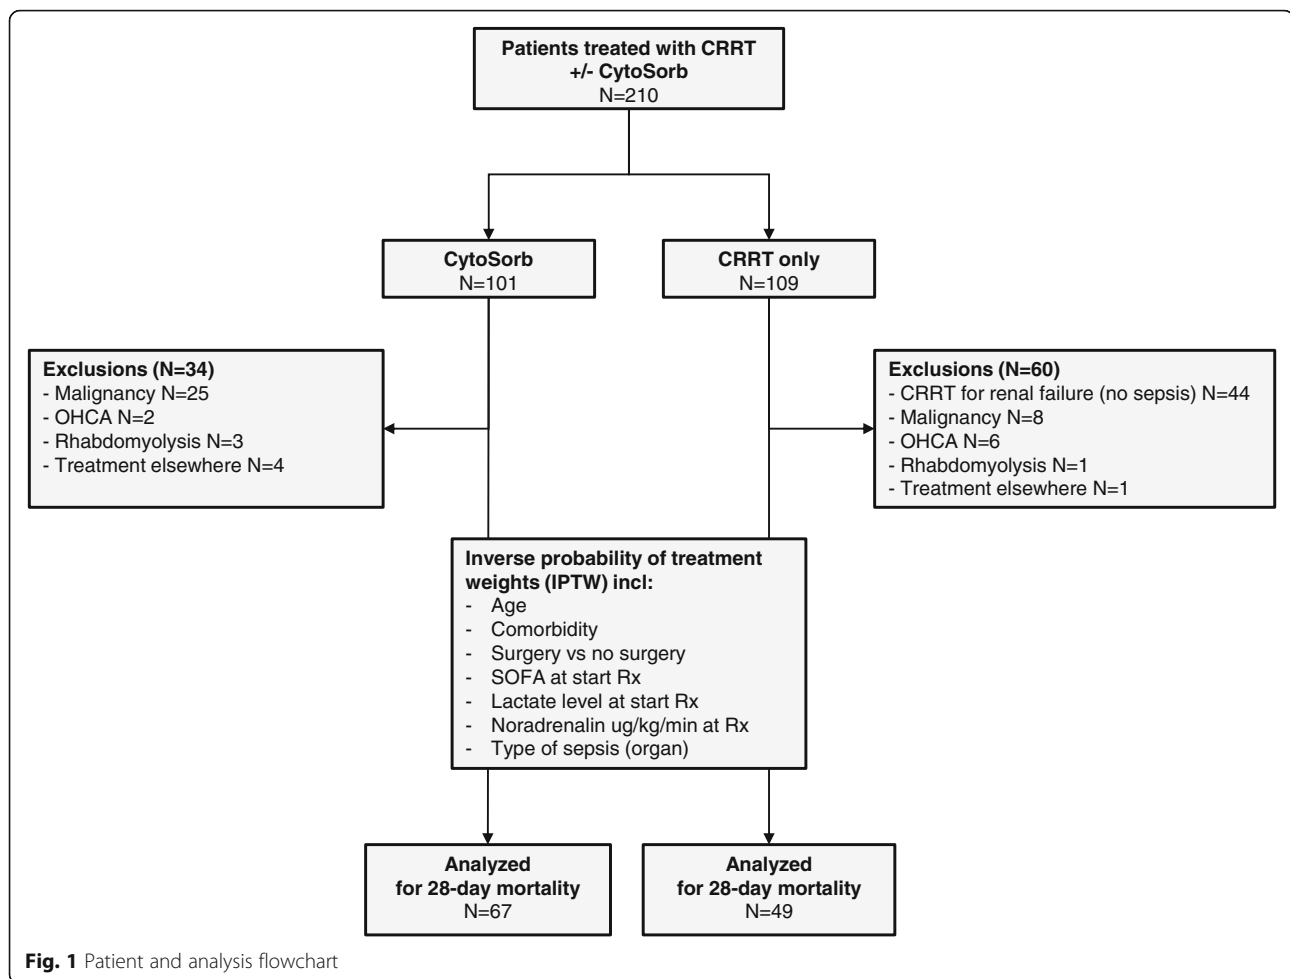 Patients treated with CRRT
+/- CytoSorb
N=210
CytoSorb
N=101
CRRT only
N=109
Exclusions (N=34)
- Malignancy N=25
- OHCA N=2
- Rhabdomyolysis N=3
- Treatment elsewhere N=4
Exclusions (N=60)
- CRRT for renal failure (no sepsis) N=44
- Malignancy N=8
- OHCA N=6
- Rhabdomyolysis N=1
- Treatment elsewhere N=1
Inverse probability of treatment
weights (IPTW) incl:
- Age
- Comorbidity
- Surgery vs no surgery
- SOFA at start Rx
- Lactate level at start Rx
- Noradrenalin ug/kg/min at Rx
- Type of sepsis (organ)
Analyzed
for 28-day mortality
N=67
Analyzed
for 28-day mortality
N=49
Fig. 1 Patient and analysis flowchart